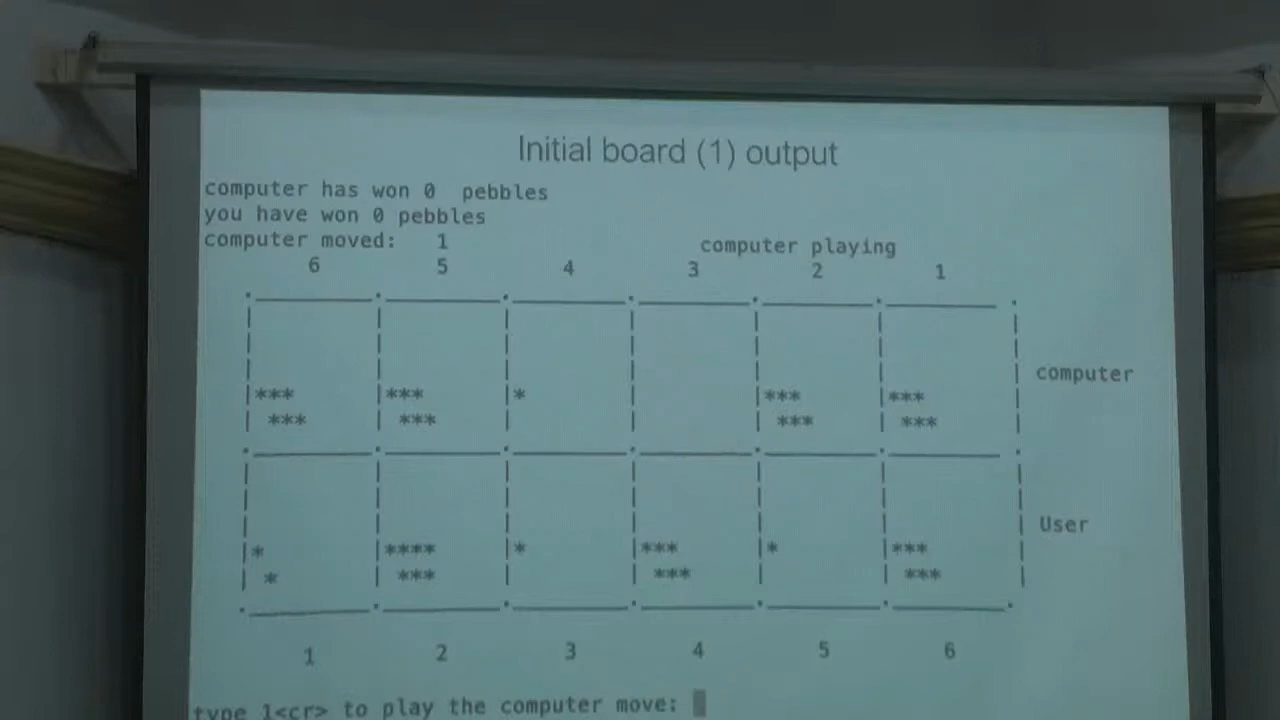 Initial board (1) output
computer has won 0 pebbles
you have won 0 pebbles
computer moved: 1 computer playing
6 5 4 3 2 1
*** *** * *** ***
*** *** *** ***
computer
* **** * *** * ***
* *** *** ***
User
1 2 3 4 5 6
type 1<cr> to play the computer move: